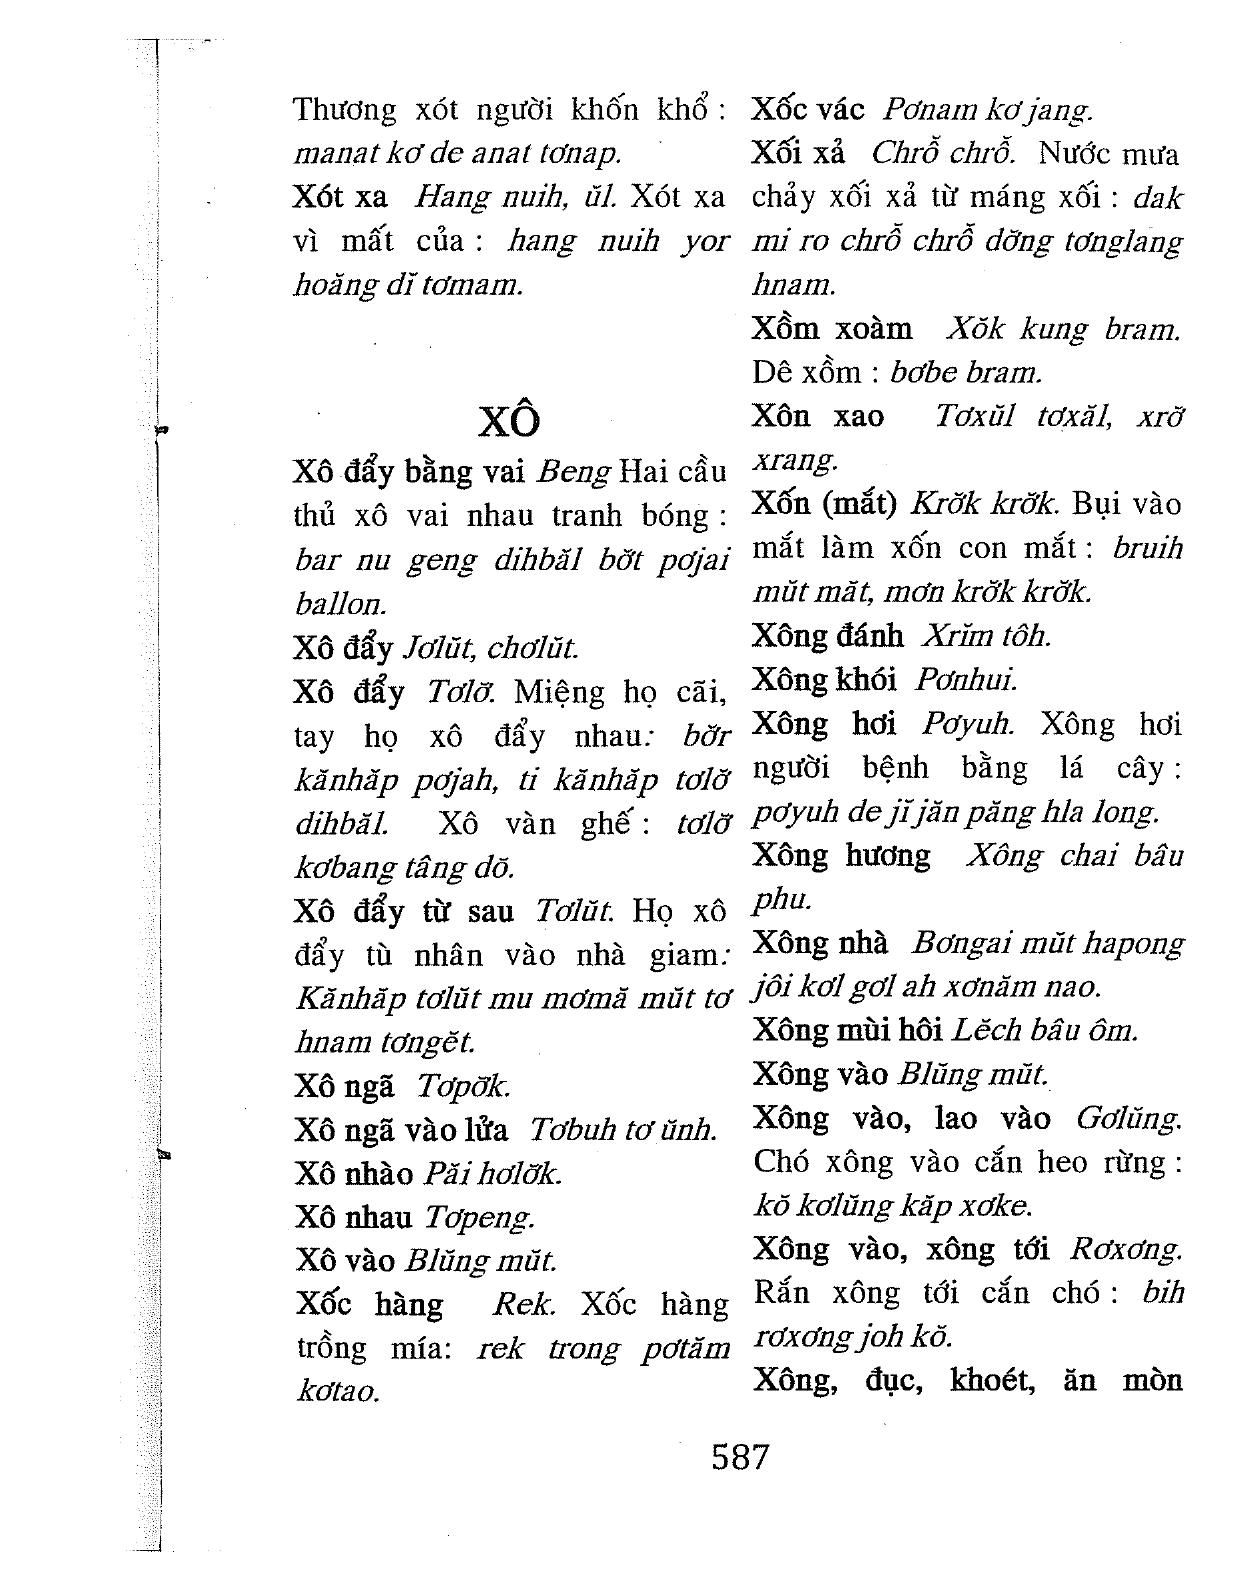 Thương xót người khốn khổ :
manat kơ de anat tơnap.
Xót xa Hang nuih, ŭl. Xót xa
vì mất của : hang nuih yor
hoăng dĭ tơmam.
XÔ
Xô đẩy bằng vai Beng Hai cầu
thủ xô vai nhau tranh bóng :
bar nu geng dihbăl bơ̆t pơjai
ballon.
Xô đẩy Jơlŭt, chơlŭt.
Xô đẩy Tơlơ̆. Miệng họ cãi,
tay họ xô đẩy nhau: bơ̆r
kănhăp pơjah, ti kănhăp tơlơ̆
dihbăl. Xô vàn ghế : tơlơ̆
kơbang tâng dŏ.
Xô đẩy từ sau Tơlŭt. Họ xô
đẩy tù nhân vào nhà giam:
Kănhăp tơlŭt mu mơmă mŭt tơ
hnam tơngĕt.
Xô ngã Tơpơ̆k.
Xô ngã vào lửa Tơbuh tơ ŭnh.
Xô nhào Păi hơlơ̆k.
Xô nhau Tơpeng.
Xô vào Blŭng mŭt.
Xốc hàng Rek. Xốc hàng
trồng mía: rek trong pơtăm
kơtao.
Xốc vác Pơnam kơ jang.
Xối xả Chrô̆ chrô̆. Nước mưa
chảy xối xả từ máng xối : dak
mi ro chrô̆ chrô̆ dơ̆ng tơnglang
hnam.
Xồm xoàm Xŏk kung bram.
Dê xồm : bơbe bram.
Xôn xao Tơxŭl tơxăl, xrơ̆
xrang.
Xốn (mắt) Krơ̆k krơ̆k. Bụi vào
mắt làm xốn con mắt : bruih
mŭt măt, mơn krơ̆k krơ̆k.
Xông đánh Xrĭm tôh.
Xông khói Pơnhui.
Xông hơi Pơyuh. Xông hơi
người bệnh bằng lá cây :
pơyuh de jĭ jăn păng hla long.
Xông hương Xông chai bâu
phu.
Xông nhà Bơngai mŭt hapong
jôi kơl gơl ah xơnăm nao.
Xông mùi hôi Lĕch bâu ôm.
Xông vào Blŭng mŭt.
Xông vào, lao vào Gơlŭng.
Chó xông vào cắn heo rừng :
kŏ kơlŭng kăp xơke.
Xông vào, xông tới Rơxơng.
Rắn xông tới cắn chó : bih
rơxơng joh kŏ.
Xông, đục, khoét, ăn mòn
587